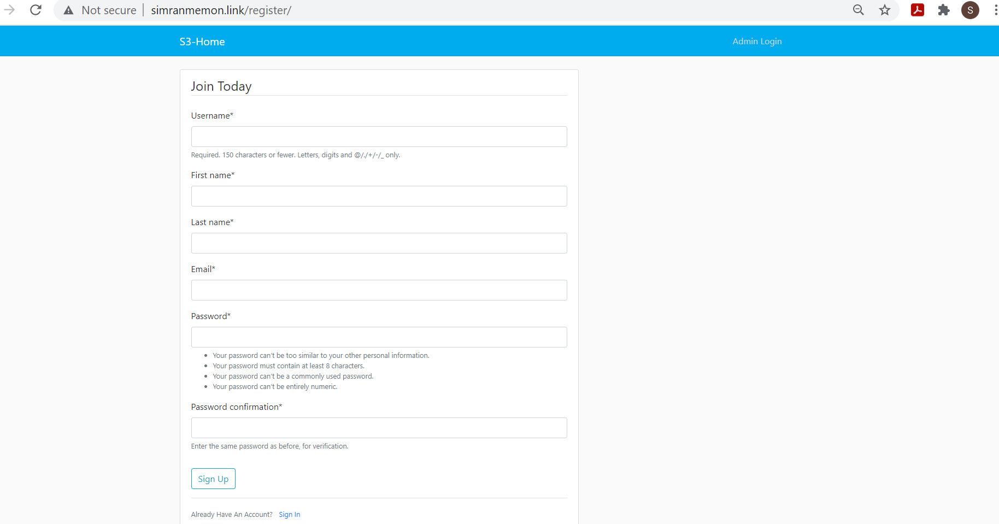 Not secure | simranmemon.link/register/
S
S3-Home
Admin Login
Join Today
Username*
Required. 150 characters or fewer. Letters, digits and @/./+/-/_ only.
First name*
Last name*
Email*
Password*
• Your password can't be too similar to your other personal information.
• Your password must contain at least 8 characters.
• Your password can't be a commonly used password.
• Your password can't be entirely numeric.
Password confirmation*
Enter the same password as before, for verification.
Sign Up
Already Have An Account? Sign In